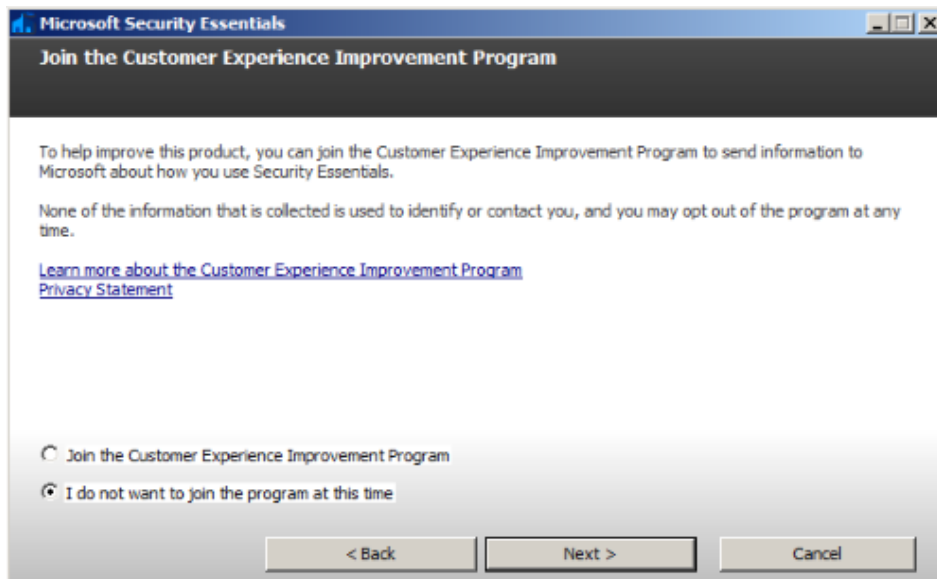 Microsoft Security Essentials
Join the Customer Experience Improvement Program
To help improve this product, you can join the Customer Experience Improvement Program to send information to
Microsoft about how you use Security Essentials.
None of the information that is collected is used to identify or contact you, and you may opt out of the program at any
time.
Learn more about the Customer Experience Improvement Program
Privacy Statement
Join the Customer Experience Improvement Program
I do not want to join the program at this time
< Back
Next >
Cancel